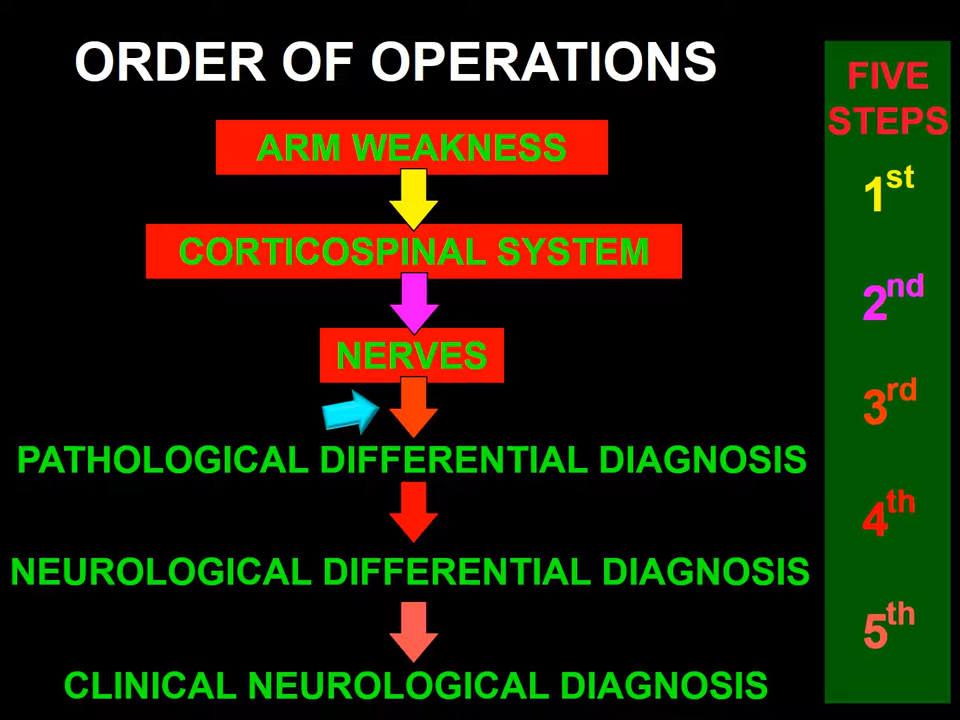 ORDER OF OPERATIONS
ARM WEAKNESS
CORTICOSPINAL SYSTEM
NERVES
PATHOLOGICAL DIFFERENTIAL DIAGNOSIS
NEUROLOGICAL DIFFERENTIAL DIAGNOSIS
CLINICAL NEUROLOGICAL DIAGNOSIS
FIVE
STEPS
1st
2nd
3rd
4th
5th